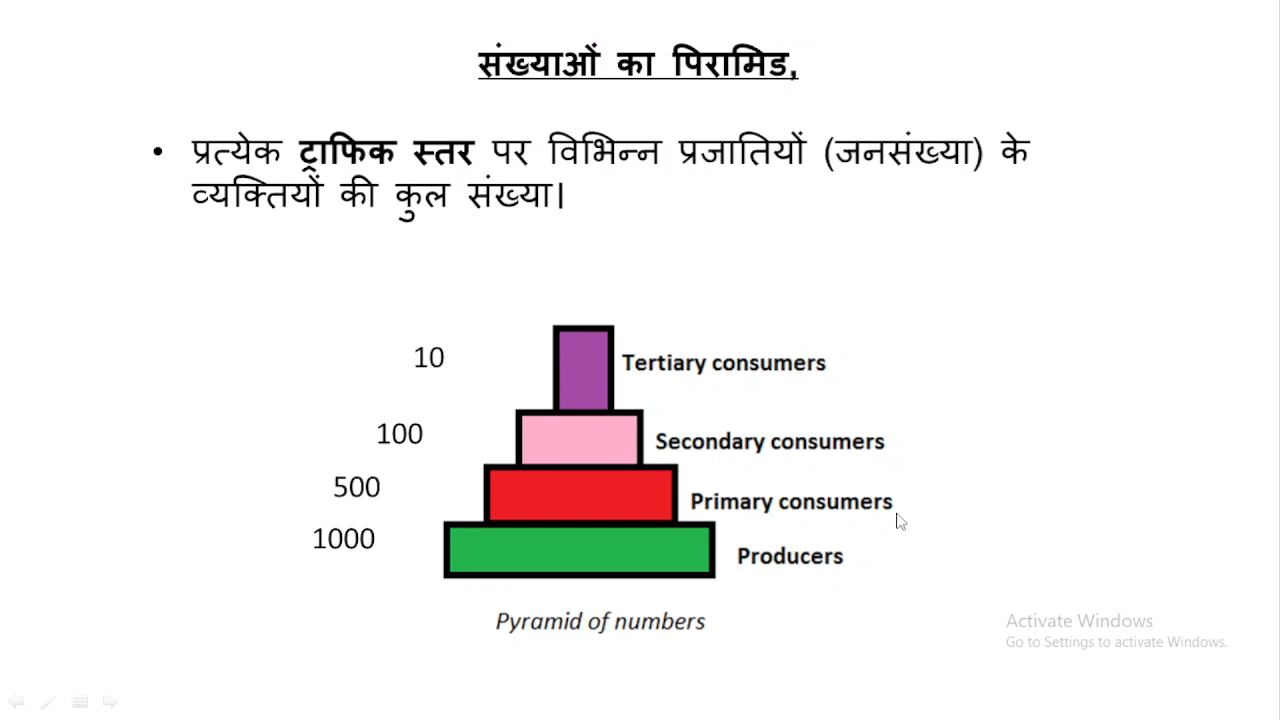 संख्याओं का पिरामिड,
• प्रत्येक ट्राफिक स्तर पर विभिन्न प्रजातियों (जनसंख्या) के
व्यक्तियों की कुल संख्या।
10
Tertiary consumers
100
Secondary consumers
500
Primary consumers
1000
Producers
Pyramid of numbers
Activate Windows
Go to Settings to activate Windows.